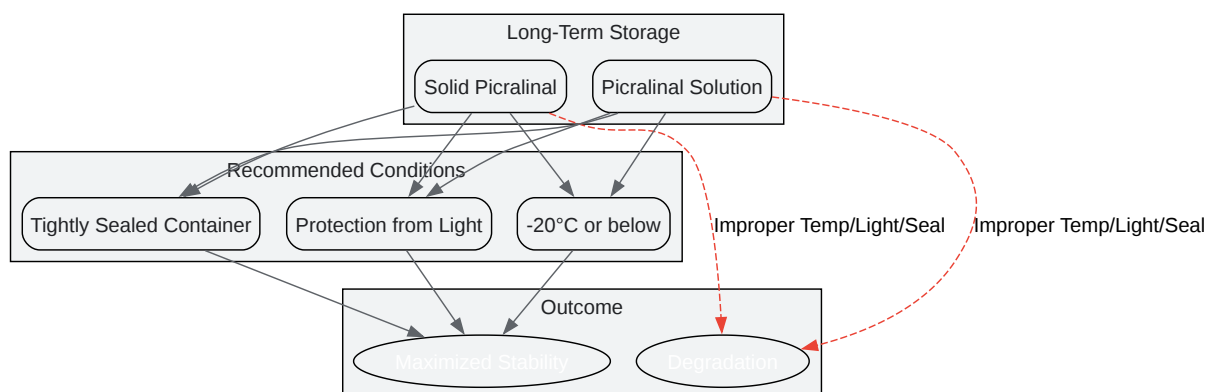 Long-Term Storage
Solid Picralinal
Picralinal Solution
Recommended Conditions
Tightly Sealed Container
Protection from Light
-20°C or below
Improper Temp/Light/Seal
Improper Temp/Light/Seal
Outcome
Maximized Stability
Degradation